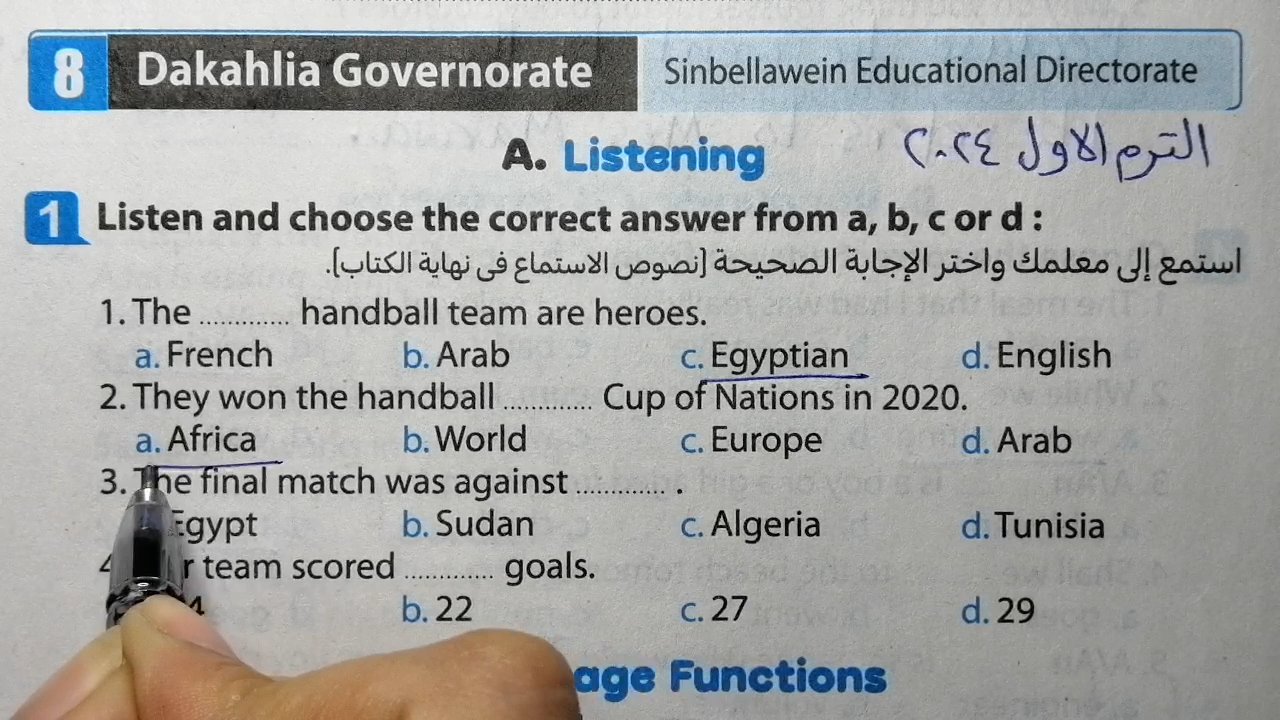 8 Dakahlia Governorate Sinbellawein Educational Directorate
A. Listening
الترم الاول ٢٠٢٤
1 Listen and choose the correct answer from a, b, c or d :
استمع إلى معلمك واختر الإجابة الصحيحة [نصوص الاستماع فى نهاية الكتاب].
1. The ............. handball team are heroes.
a. French b. Arab c. Egyptian d. English
2. They won the handball ............. Cup of Nations in 2020.
a. Africa b. World c. Europe d. Arab
3. The final match was against ............. .
Egypt b. Sudan c. Algeria d. Tunisia
team scored ............. goals.
b. 22 c. 27 d. 29
age Functions